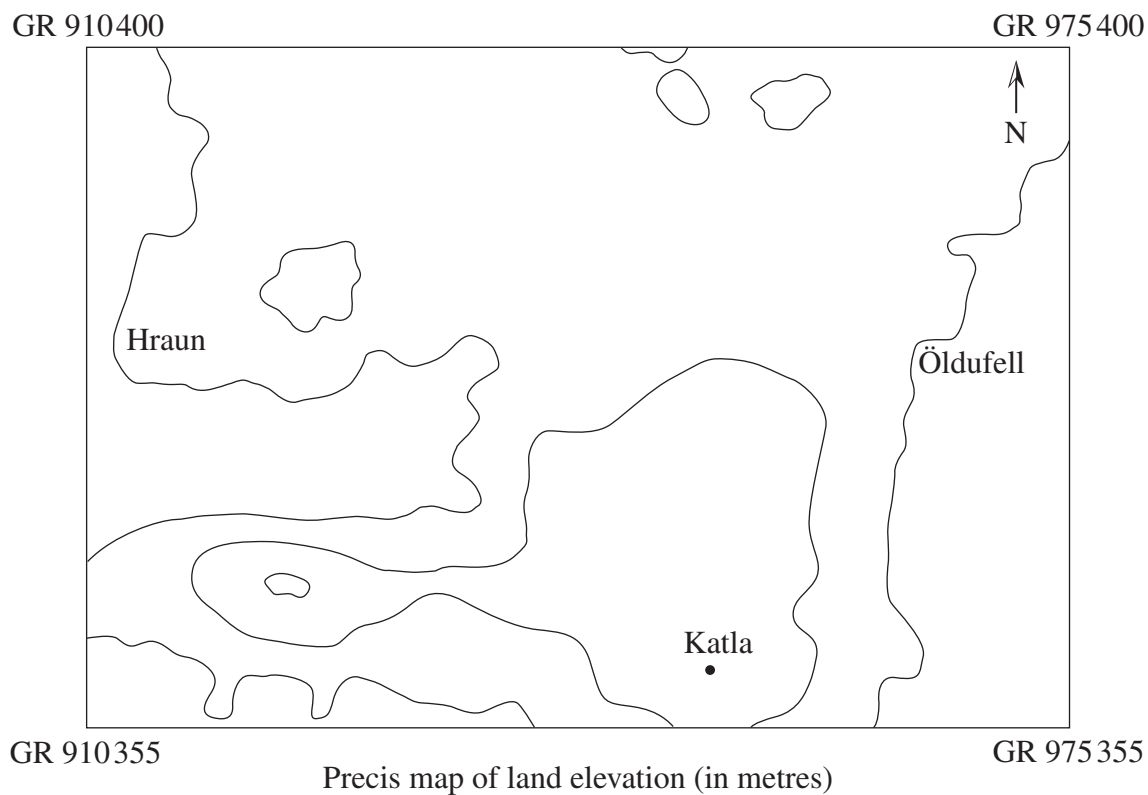 GR 910400 GR 975400
N
Hraun
Öldufell
Katla
GR 910355 GR 975355
Precis map of land elevation (in metres)